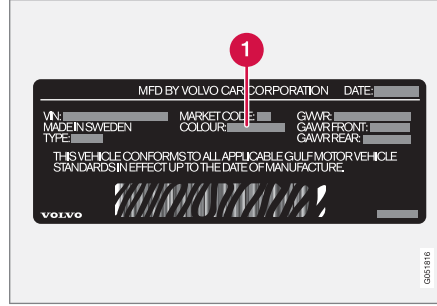 1
MFD BY VOLVO CAR CORPORATION DATE:
VIN: MARKET CODE: GVWR:
MADE IN SWEDEN COLOUR: GAWR FRONT:
TYPE: GAWR REAR:
THIS VEHICLE CONFORMS TO ALL APPLICABLE GULF MOTOR VEHICLE
STANDARDS IN EFFECT UP TO THE DATE OF MANUFACTURE.
VOLVO
G051816